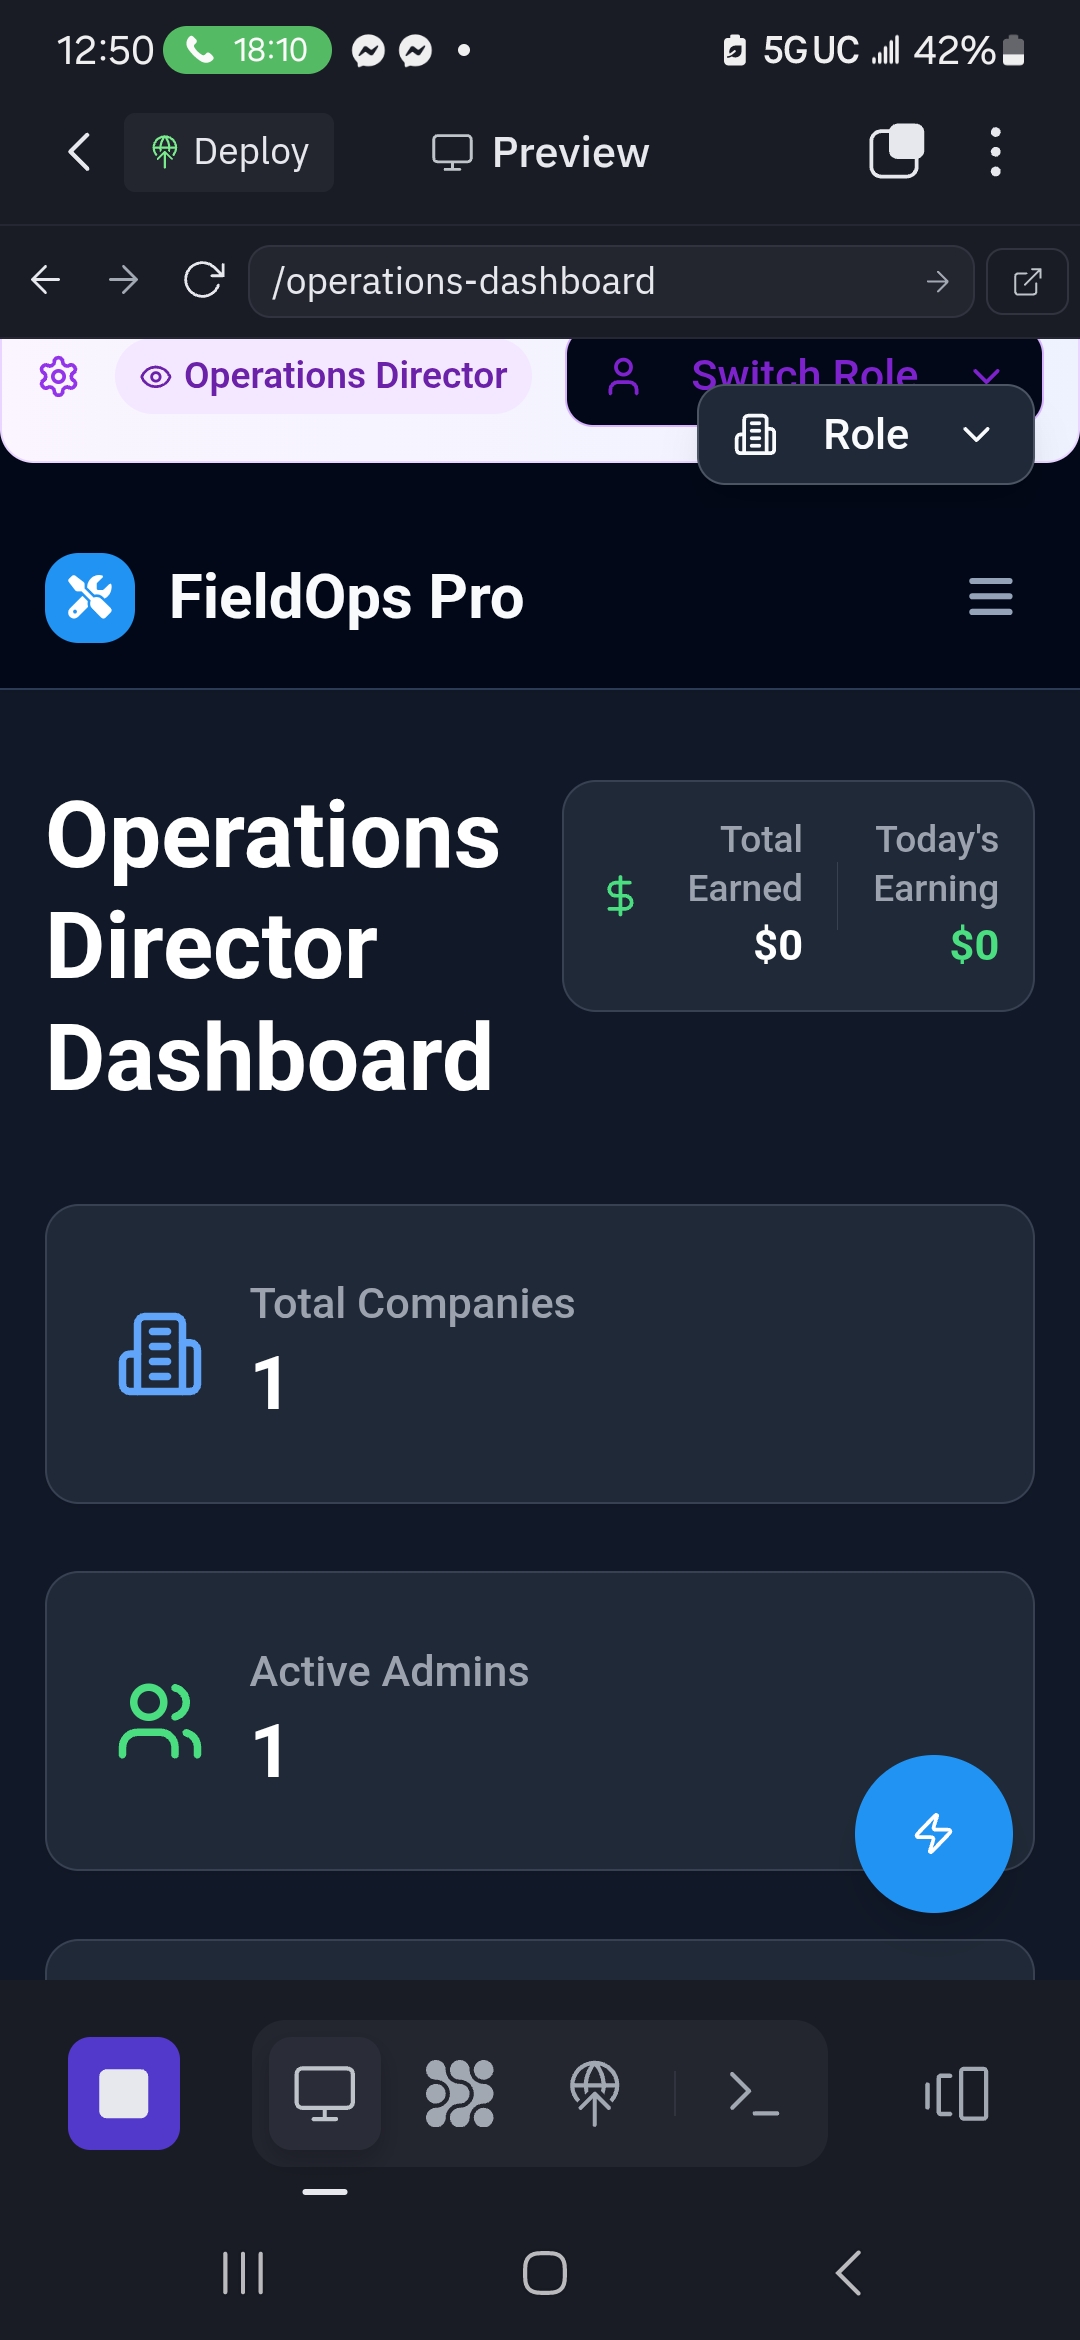 12:50 18:10 5G UC 42%
Deploy Preview
/operations-dashboard
Operations Director Switch Role
Role
FieldOps Pro
Operations
Director
Dashboard
Total
Earned
$0
Today's
Earning
$0
Total Companies
1
Active Admins
1